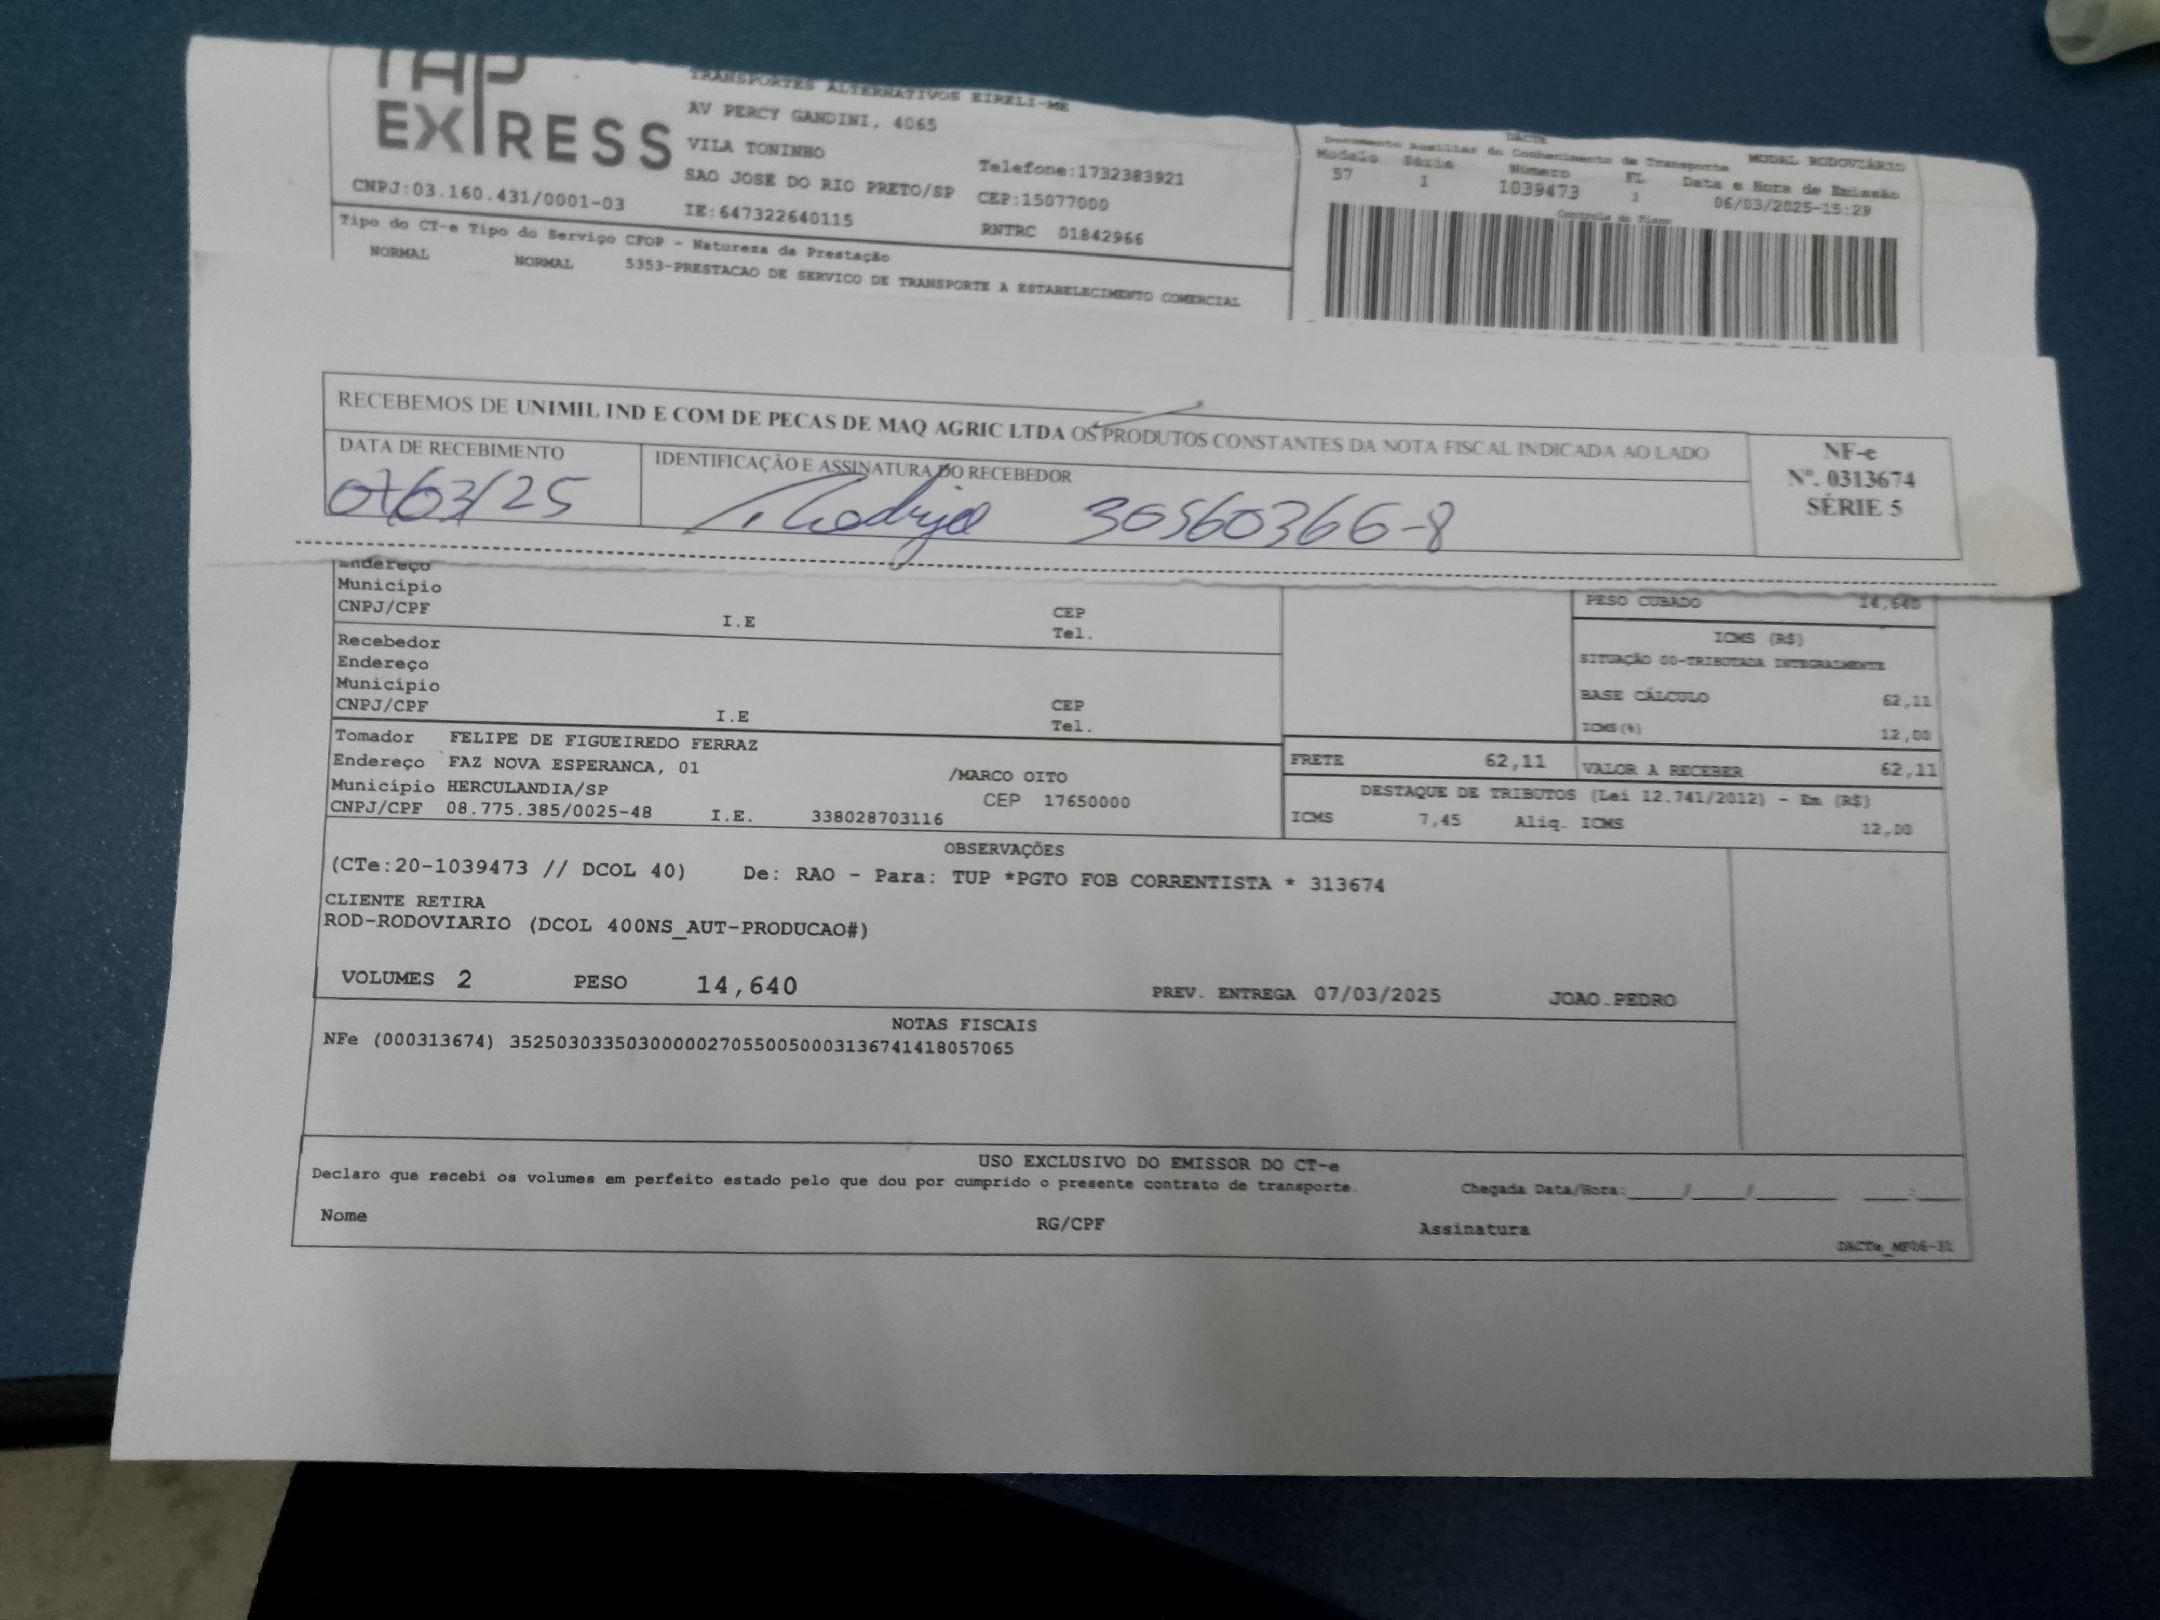 TAP
EXPRESS
CNPJ:03.160.431/0001-03
TRANSPORTES ALTERNATIVOS EIRELI-ME
AV PERCY GANDINI, 4065
VILA TONINHO
SAO JOSE DO RIO PRETO/SP
IE:647322640115
Telefone:1732383921
CEP:15077000
RNTRC 01842966
DACTE
Documento Auxiliar do Conhecimento de Transporte MODAL RODOVIÁRIO
Modelo Série Número FL Data e Hora de Emissão
57 1 1039473 1 06/03/2025-15:29
Controle do Fisco
Tipo do CT-e Tipo do Serviço CFOP - Natureza da Prestação
NORMAL NORMAL 5353-PRESTACAO DE SERVICO DE TRANSPORTE A ESTABELECIMENTO COMERCIAL
RECEBEMOS DE UNIMIL IND E COM DE PECAS DE MAQ AGRIC LTDA OS PRODUTOS CONSTANTES DA NOTA FISCAL INDICADA AO LADO
DATA DE RECEBIMENTO
07/03/25
IDENTIFICAÇÃO E ASSINATURA DO RECEBEDOR
30560366-8
NF-e
Nº. 0313674
SÉRIE 5
Endereço
Município
CNPJ/CPF I.E CEP
Tel.
Recebedor
Endereço
Município
CNPJ/CPF I.E CEP
Tel.
PESO CUBADO 14,640
ICMS (R$)
SITUAÇÃO 00-TRIBUTADA INTEGRALMENTE
BASE CÁLCULO 62,11
ICMS(%) 12,00
Tomador FELIPE DE FIGUEIREDO FERRAZ
Endereço FAZ NOVA ESPERANCA, 01 /MARCO OITO
Município HERCULANDIA/SP CEP 17650000
CNPJ/CPF 08.775.385/0025-48 I.E. 338028703116
FRETE 62,11 VALOR A RECEBER 62,11
DESTAQUE DE TRIBUTOS (Lei 12.741/2012) - Em (R$)
ICMS 7,45 Aliq. ICMS 12,00
OBSERVAÇÕES
(CTe:20-1039473 // DCOL 40) De: RAO - Para: TUP *PGTO FOB CORRENTISTA * 313674
CLIENTE RETIRA
ROD-RODOVIARIO (DCOL 400NS_AUT-PRODUCAO#)
VOLUMES 2 PESO 14,640 PREV. ENTREGA 07/03/2025 JOAO.PEDRO
NOTAS FISCAIS
NFe (000313674) 35250303350300000270550050003136741418057065
USO EXCLUSIVO DO EMISSOR DO CT-e
Declaro que recebi os volumes em perfeito estado pelo que dou por cumprido o presente contrato de transporte. Chegada Data/Hora:_____/_____/________ ____:____
Nome RG/CPF Assinatura